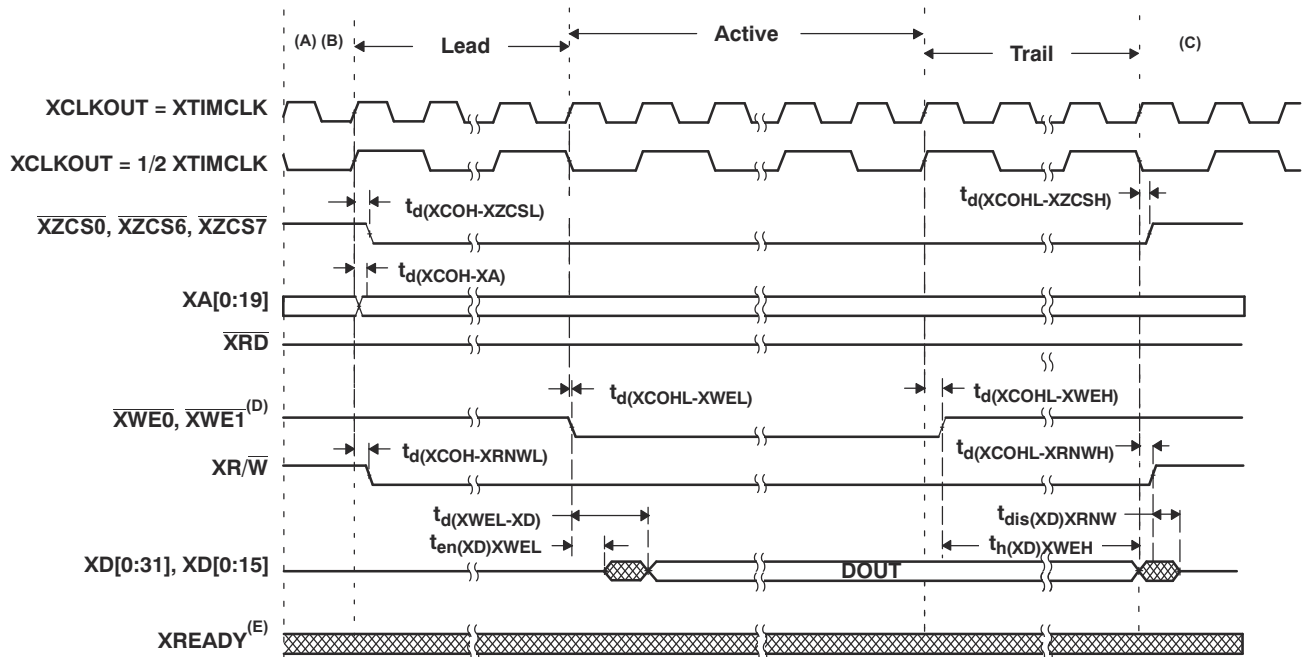 (A) (B)
Lead
Active
Trail
(C)
XCLKOUT = XTIMCLK
XCLKOUT = 1/2 XTIMCLK
td(XCOH-XZCSL)
td(XCOHL-XZCSH)
XZCS0, XZCS6, XZCS7
td(XCOH-XA)
XA[0:19]
XRD
td(XCOHL-XWEL)
td(XCOHL-XWEH)
XWE0, XWE1(D)
td(XCOH-XRNWL)
td(XCOHL-XRNWH)
XR/W
td(XWEL-XD)
tdis(XD)XRNW
ten(XD)XWEL
th(XD)XWEH
XD[0:31], XD[0:15]
DOUT
XREADY(E)